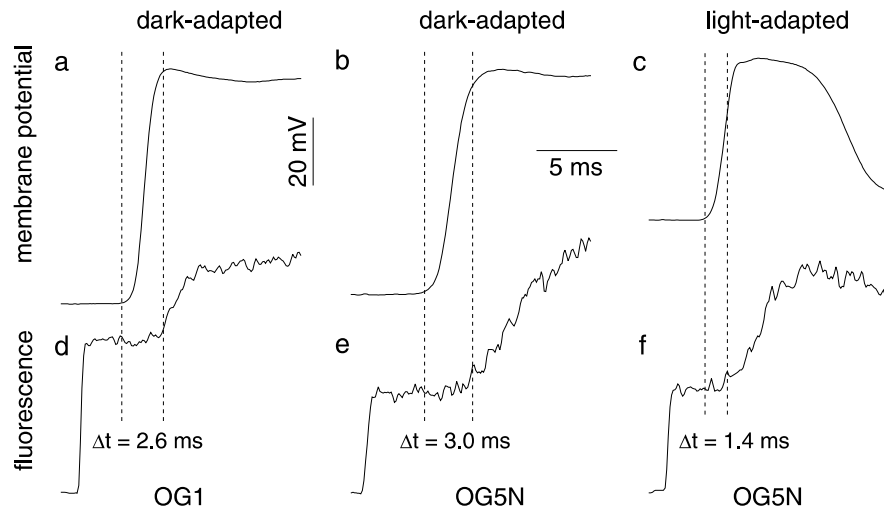 dark-adapted
dark-adapted
light-adapted
a
b
c
membrane potential
20 mV
5 ms
d
e
f
fluorescence
Δt = 2.6 ms
Δt = 3.0 ms
Δt = 1.4 ms
OG1
OG5N
OG5N